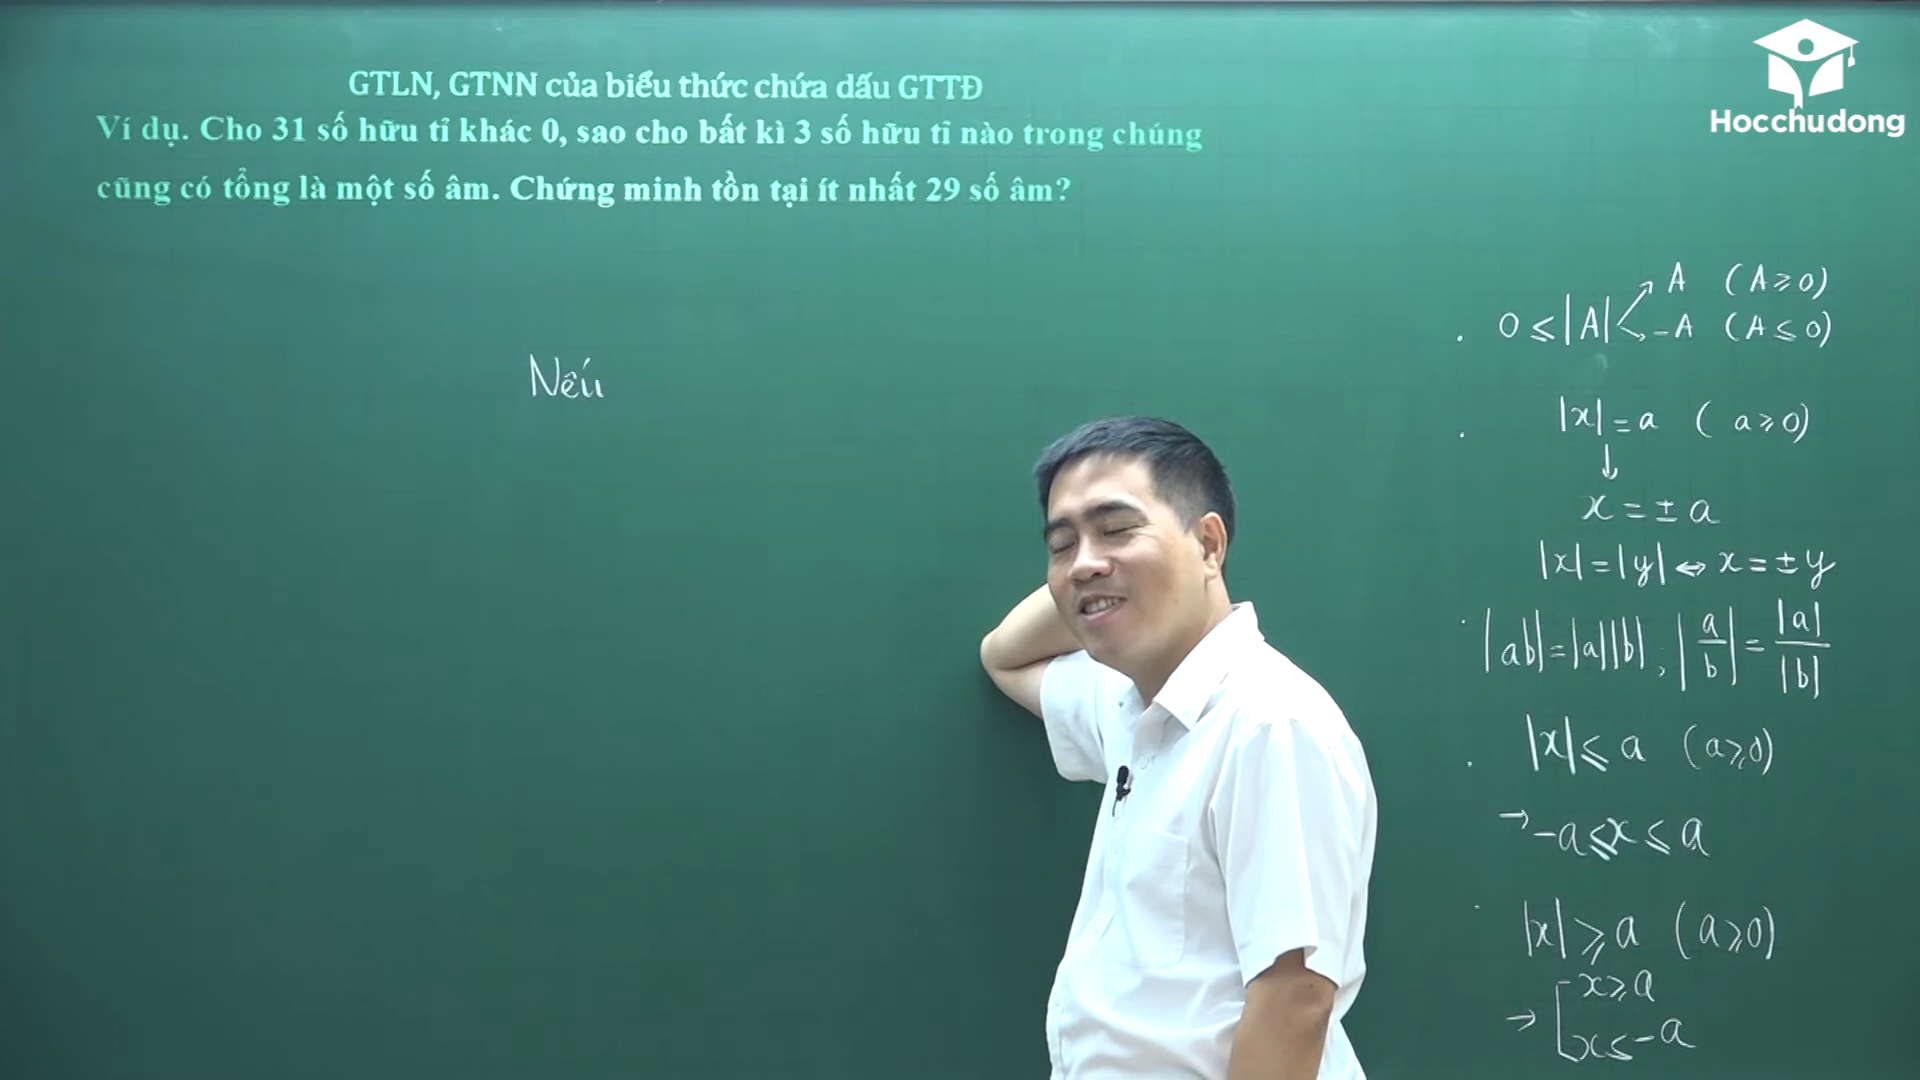 Hocchudong
GTLN, GTNN của biểu thức chứa dấu GTTĐ
Ví dụ. Cho 31 số hữu tỉ khác 0, sao cho bất kì 3 số hữu tỉ nào trong chúng
cũng có tổng là một số âm. Chứng minh tồn tại ít nhất 29 số âm?
Nếu
A (A ≥ 0)
. 0 ≤ |A| -A (A ≤ 0)
. |x| = a ( a ≥ 0)
↓
x = ± a
|x| = |y| ↔ x = ± y
. |ab| = |a||b| ; |a/b| = |a|/|b|
. |x| ≤ a (a ≥ 0)
→ -a ≤ x ≤ a
. |x| ≥ a (a ≥ 0)
→ [ x ≥ a
x ≤ -a